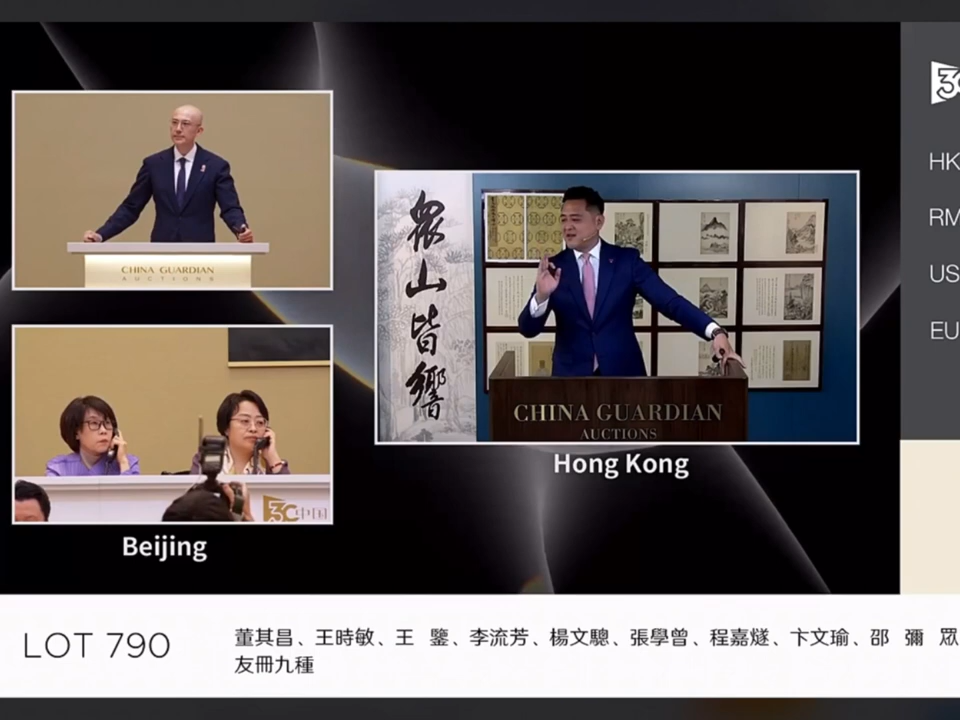 CHINA GUARDIAN
AUCTIONS
Beijing
眾山皆響
CHINA GUARDIAN
AUCTIONS
Hong Kong
HK
RM
US
EU
LOT 790
董其昌、王時敏、王 鑒、李流芳、楊文驄、張學曾、程嘉燧、卞文瑜、邵 彌 眾
友冊九種